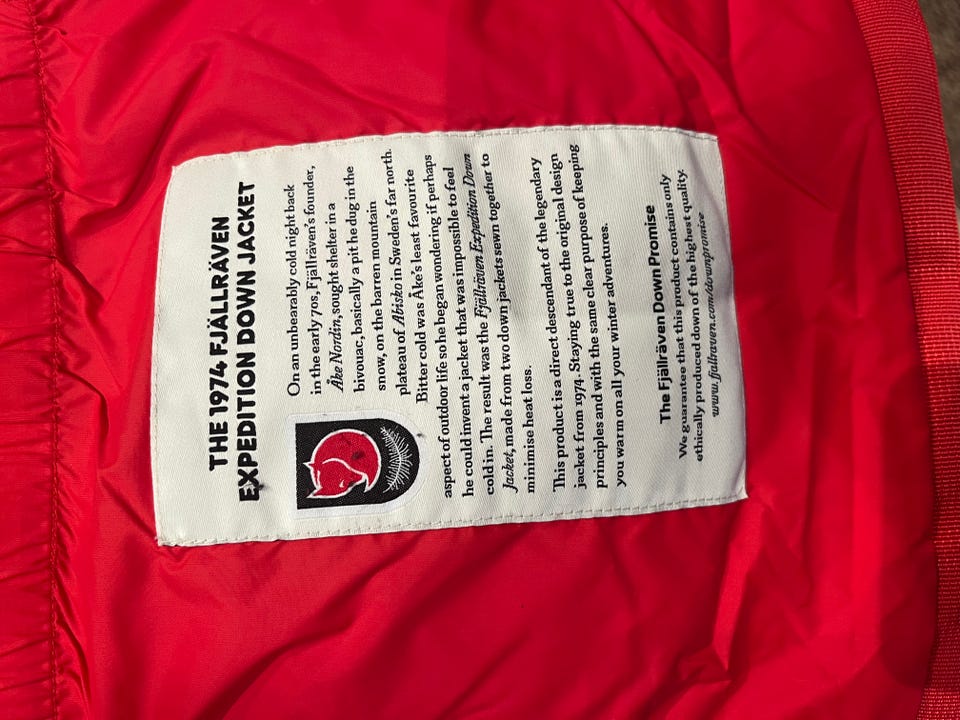 THE 1974 FJÄLLRÄVEN
EXPEDITION DOWN JACKET
On an unbearably cold night back
in the early 70s, Fjällräven's founder,
Åke Nordin, sought shelter in a
bivouac, basically a pit he dug in the
snow, on the barren mountain
plateau of Abisko in Sweden's far north.
Bitter cold was Åke's least favourite
aspect of outdoor life so he began wondering if perhaps
he could invent a jacket that was impossible to feel
cold in. The result was the Fjällräven Expedition Down
Jacket, made from two down jackets sewn together to
minimise heat loss.
This product is a direct descendant of the legendary
jacket from 1974. Staying true to the original design
principles and with the same clear purpose of keeping
you warm on all your winter adventures.
The Fjällräven Down Promise
We guarantee that this product contains only
ethically produced down of the highest quality.
www.fjallraven.com/downpromise